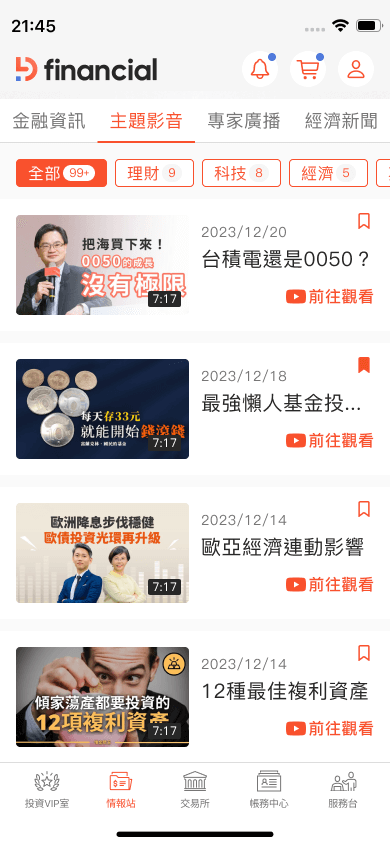 21:45
financial
金融資訊 主題影音 專家廣播 經濟新聞
全部 99+ 理財 9 科技 8 經濟 5
把海買下來！
0050的成長
沒有極限
7:17
2023/12/20
台積電還是0050？
前往觀看
每天存33元
就能開始錢滾錢
7:17
2023/12/18
最強懶人基金投...
前往觀看
歐洲降息步伐穩健
歐債投資光環再升級
7:17
2023/12/14
歐亞經濟連動影響
前往觀看
傾家蕩產都要投資的
12項複利資產
7:17
2023/12/14
12種最佳複利資產
前往觀看
投資VIP室 情報站 交易所 帳務中心 服務台